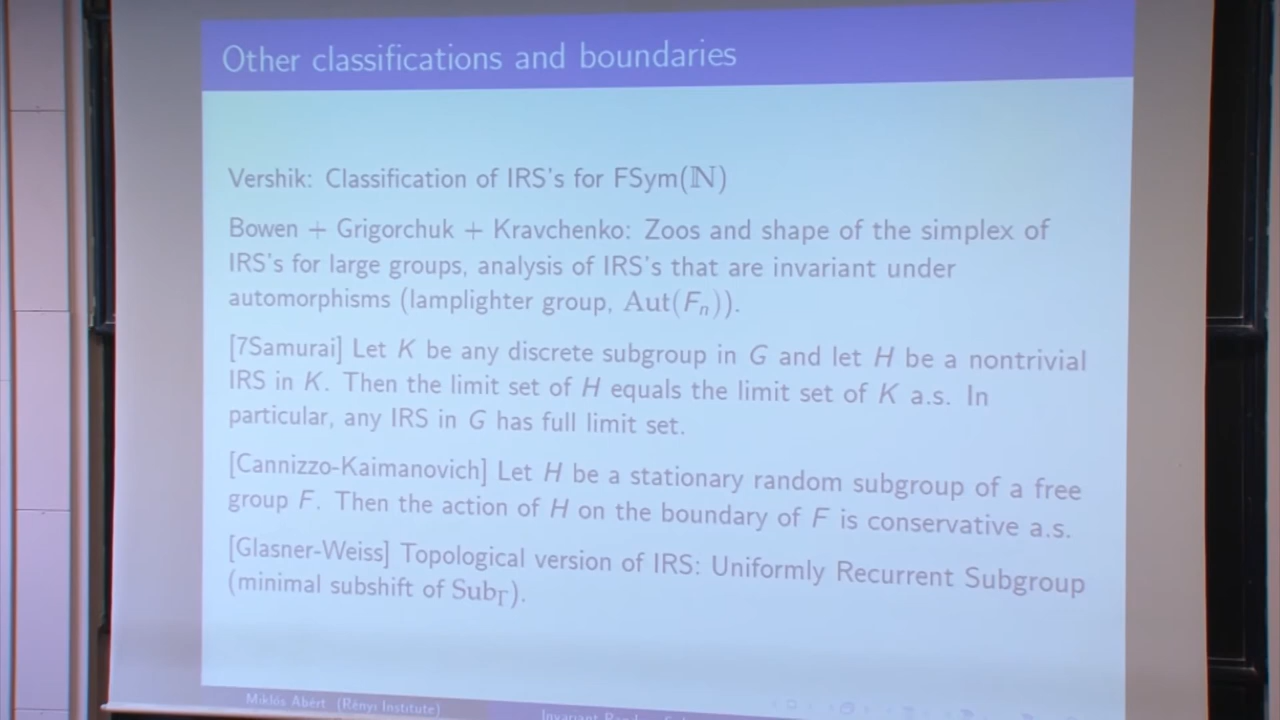 Other classifications and boundaries
Vershik: Classification of IRS's for FSym(ℕ)
Bowen + Grigorchuk + Kravchenko: Zoos and shape of the simplex of
IRS's for large groups, analysis of IRS's that are invariant under
automorphisms (lamplighter group, Aut(Fₙ)).
[7Samurai] Let K be any discrete subgroup in G and let H be a nontrivial
IRS in K. Then the limit set of H equals the limit set of K a.s. In
particular, any IRS in G has full limit set.
[Cannizzo-Kaimanovich] Let H be a stationary random subgroup of a free
group F. Then the action of H on the boundary of F is conservative a.s.
[Glasner-Weiss] Topological version of IRS: Uniformly Recurrent Subgroup
(minimal subshift of Sub_Γ).
Miklós Abért (Rényi Institute)
Invariant Random